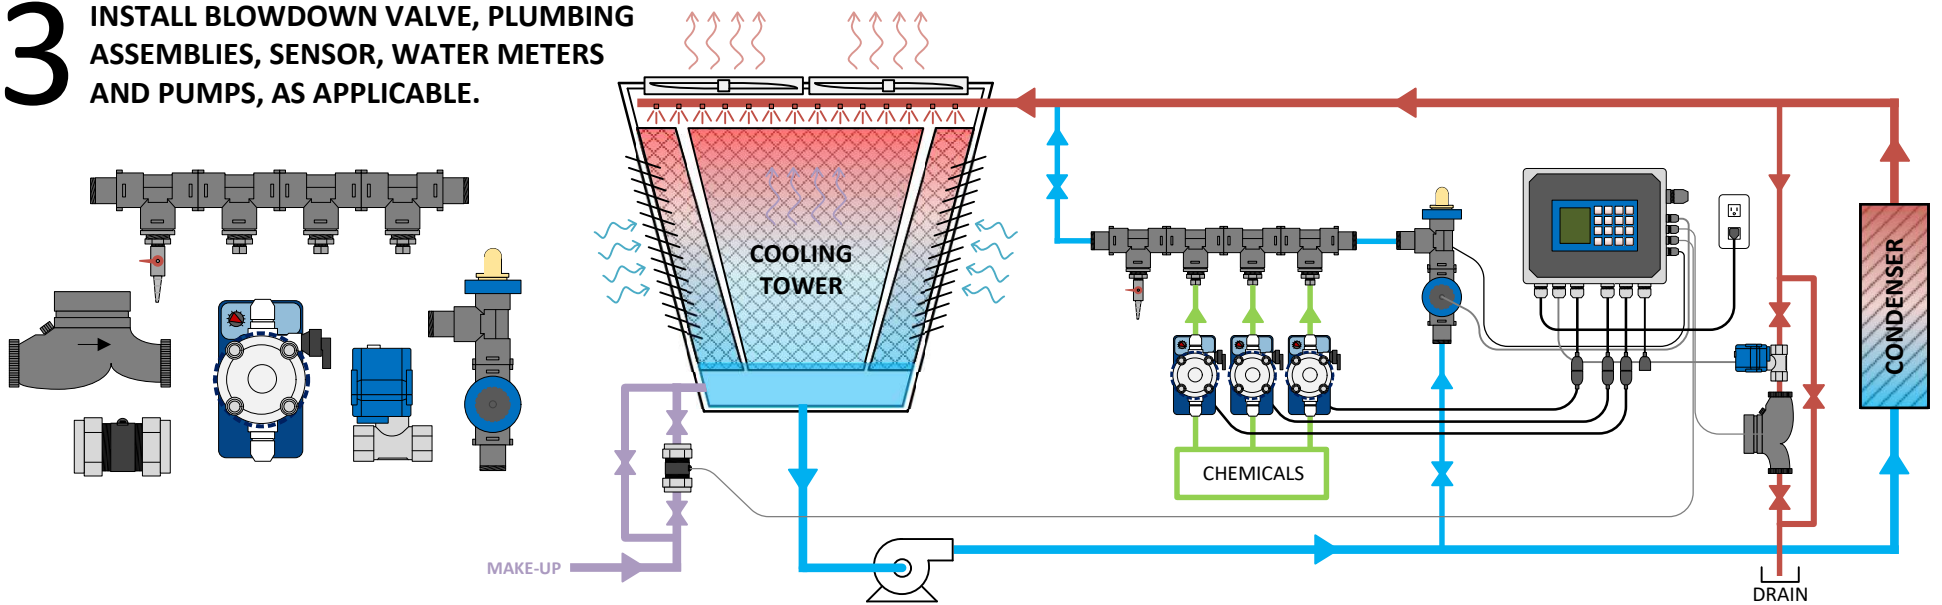 3
INSTALL BLOWDOWN VALVE, PLUMBING
ASSEMBLIES, SENSOR, WATER METERS
AND PUMPS, AS APPLICABLE.
COOLING
TOWER
CONDENSER
CHEMICALS
MAKE-UP
DRAIN